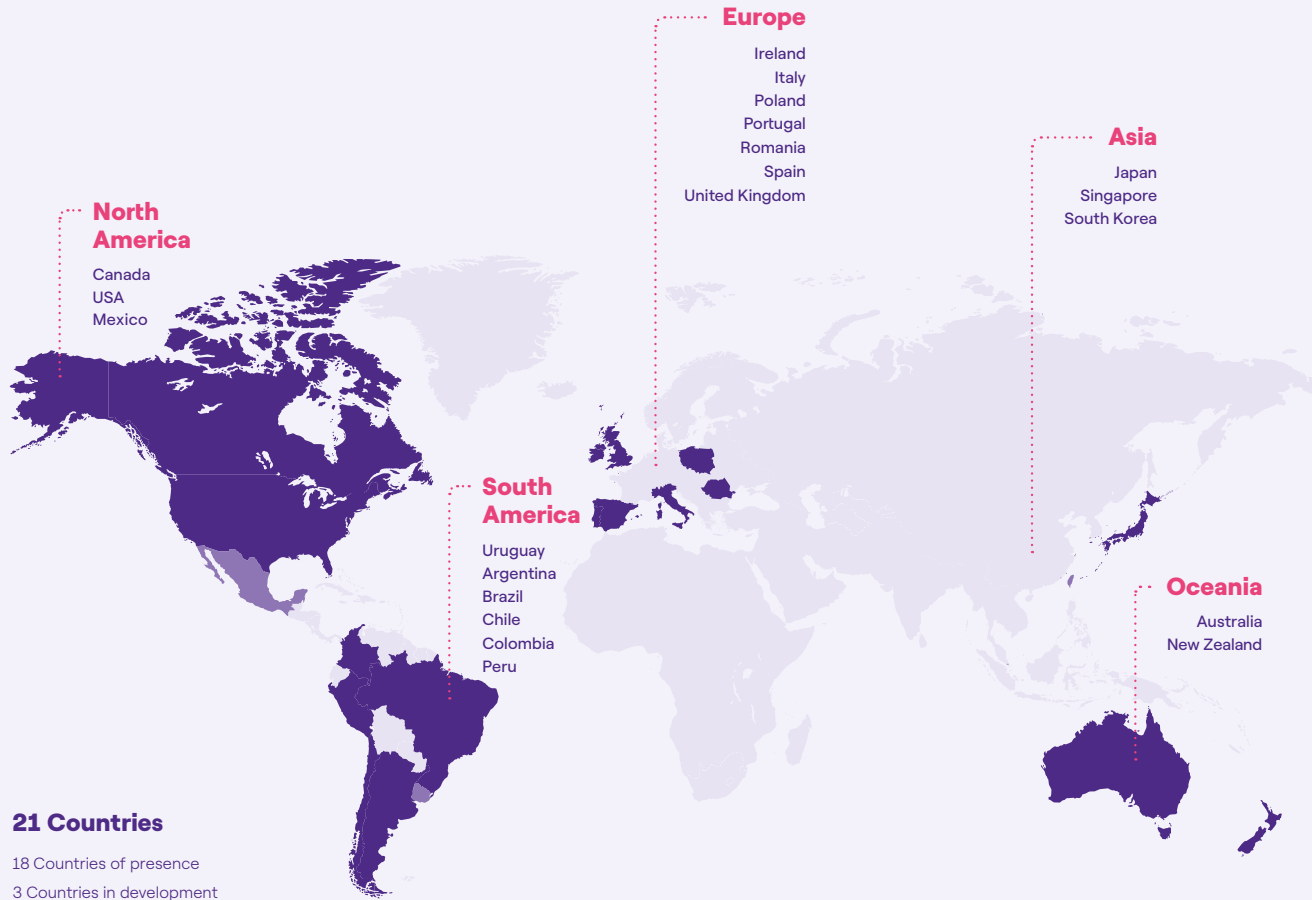 Europe
Ireland
Italy
Poland
Portugal
Romania
Spain
United Kingdom
Asia
Japan
Singapore
South Korea
North
America
Canada
USA
Mexico
South
America
Uruguay
Argentina
Brazil
Chile
Colombia
Peru
Oceania
Australia
New Zealand
21 Countries
18 Countries of presence
3 Countries in development